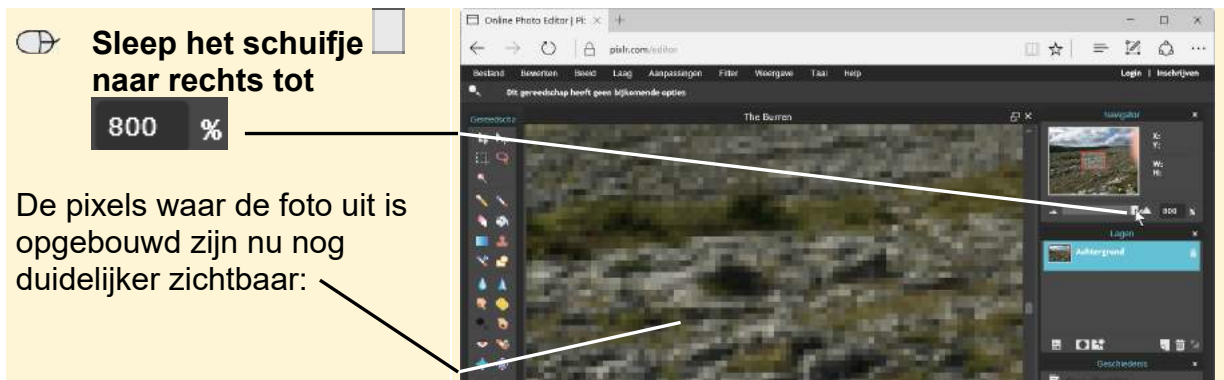 Sleep het schuifje
naar rechts tot
800 %
De pixels waar de foto uit is
opgebouwd zijn nu nog
duidelijker zichtbaar:
Online Photo Editor | Pi:
pixlr.com/editor
Bestand Bewerken Beeld Laag Aanpassingen Filter Weergave Taal Help Login | Inschrijven
Dit gereedschap heeft geen bijkomende opties
Gereedscha The Burren Navigator
X:
Y:
W:
H:
800 %
Lagen
Achtergrond
Geschiedenis